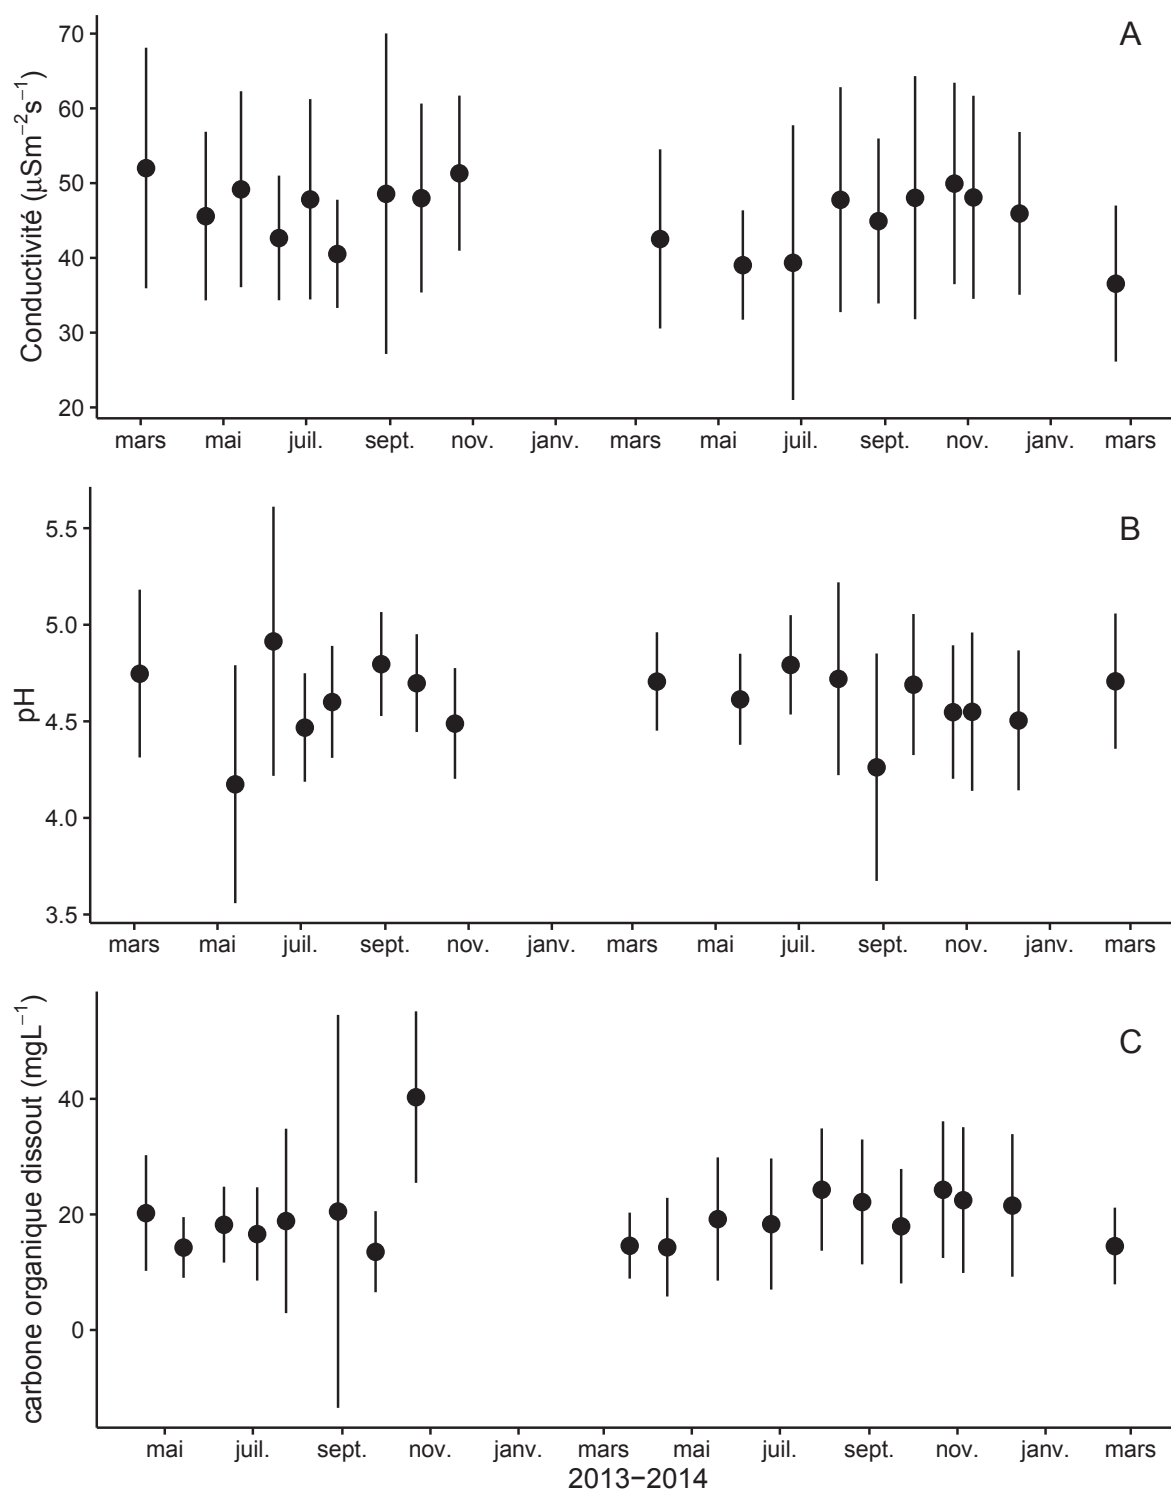 A
Conductivité (µSm−2s−1)
70
60
50
40
30
20
mars mai juil. sept. nov. janv. mars mai juil. sept. nov. janv. mars
B
pH
5.5
5.0
4.5
4.0
3.5
mars mai juil. sept. nov. janv. mars mai juil. sept. nov. janv. mars
C
carbone organique dissout (mgL−1)
40
20
0
mai juil. sept. nov. janv. mars mai juil. sept. nov. janv. mars
2013−2014